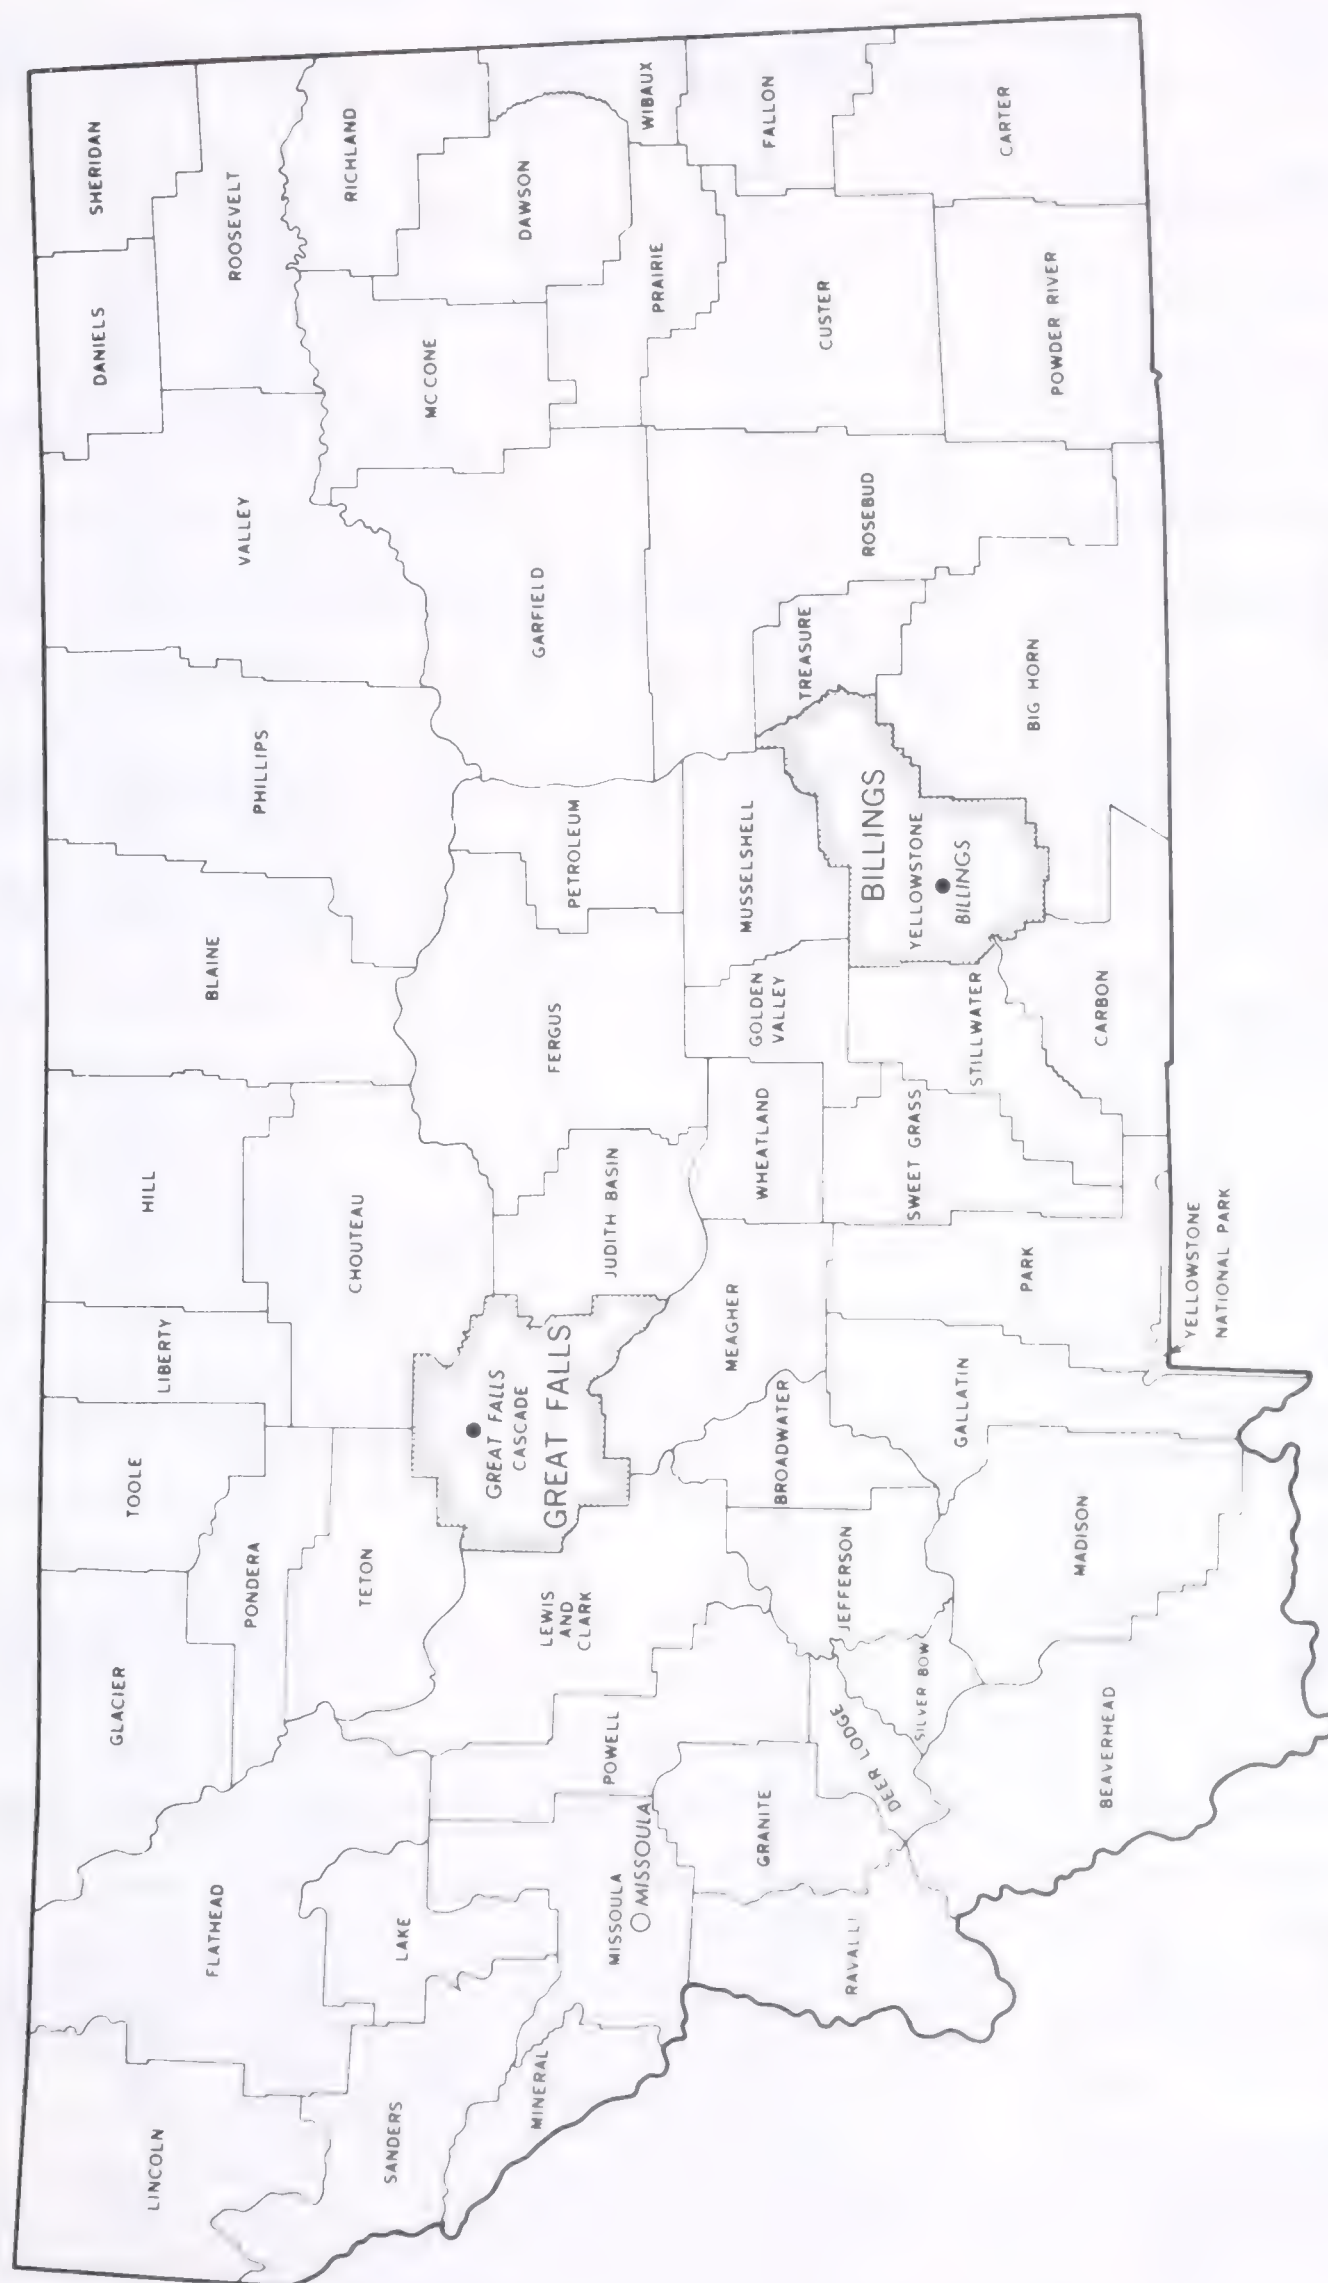 LINCOLN
FLATHEAD
GLACIER
TOOLE
LIBERTY
HILL
BLAINE
PHILLIPS
VALLEY
DANIELS
SHERIDAN
ROOSEVELT
RICHLAND
SANDERS
LAKE
PONDERA
TETON
CHOUTEAU
MC CONE
DAWSON
WIBAUX
PRAIRIE
MINERAL
MISSOULA
MISSOULA
POWELL
LEWIS
AND
CLARK
GREAT FALLS
CASCADE
GREAT FALLS
JUDITH BASIN
FERGUS
PETROLEUM
GARFIELD
RAVALLI
GRANITE
DEER LODGE
SILVER BOW
JEFFERSON
BROADWATER
MEAGHER
WHEATLAND
GOLDEN
VALLEY
MUSSELSHELL
TREASURE
ROSEBUD
CUSTER
FALLON
BEAVERHEAD
MADISON
GALLATIN
PARK
SWEET GRASS
STILLWATER
CARBON
BILLINGS
YELLOWSTONE
BILLINGS
BIG HORN
POWDER RIVER
CARTER
YELLOWSTONE
NATIONAL PARK